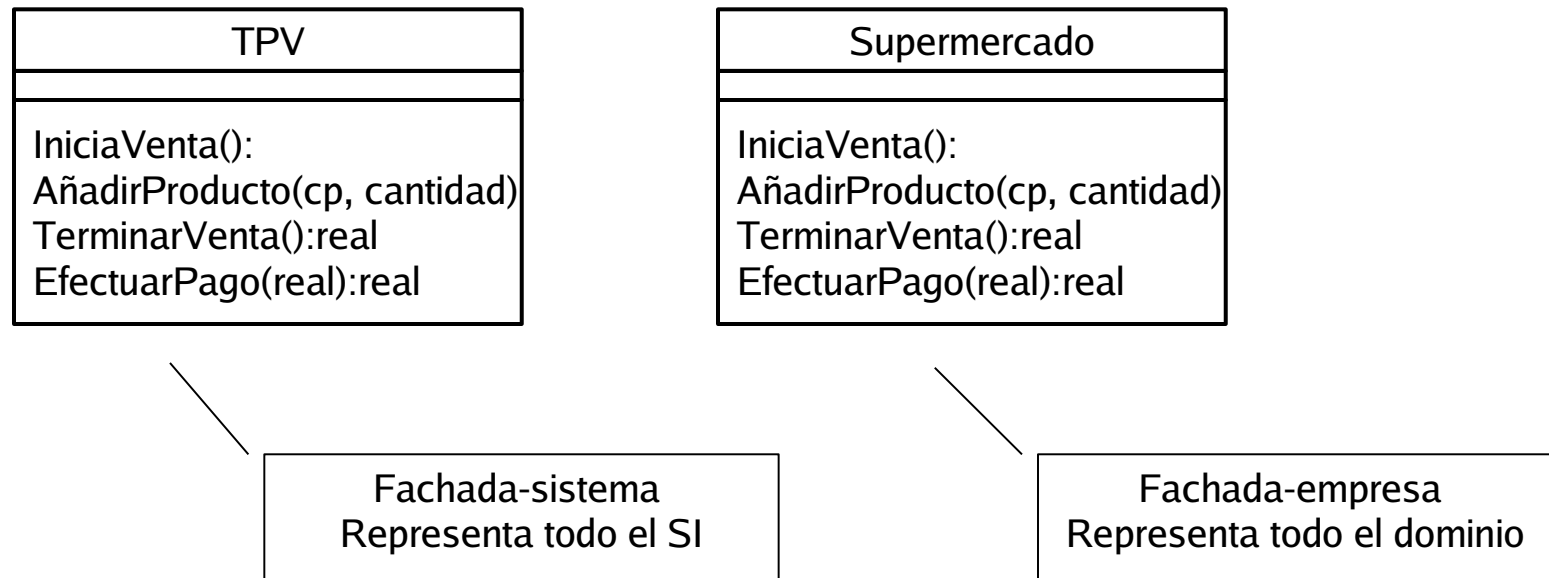 TPV
IniciaVenta():
AñadirProducto(cp, cantidad)
TerminarVenta():real
EfectuarPago(real):real
Supermercado
IniciaVenta():
AñadirProducto(cp, cantidad)
TerminarVenta():real
EfectuarPago(real):real
Fachada-sistema
Representa todo el SI
Fachada-empresa
Representa todo el dominio